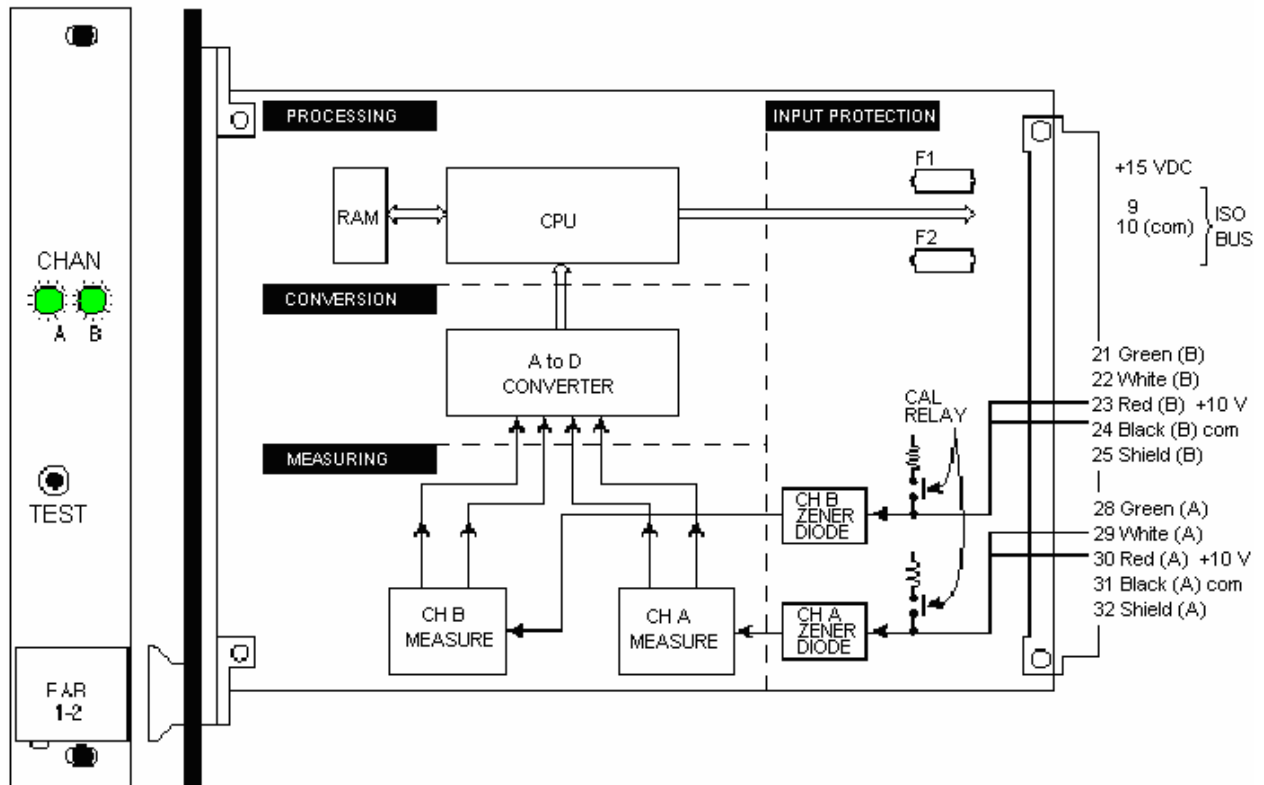 CHAN
A B
TEST
FAR
1-2
PROCESSING
INPUT PROTECTION
RAM
CPU
F1
F2
CONVERSION
A to D
CONVERTER
MEASURING
CH B
MEASURE
CH A
MEASURE
CAL
RELAY
CH B
ZENER
DIODE
CH A
ZENER
DIODE
+15 VDC
9
10 (com)
ISO
BUS
21 Green (B)
22 White (B)
23 Red (B) +10 V
24 Black (B) com
25 Shield (B)
28 Green (A)
29 White (A)
30 Red (A) +10 V
31 Black (A) com
32 Shield (A)